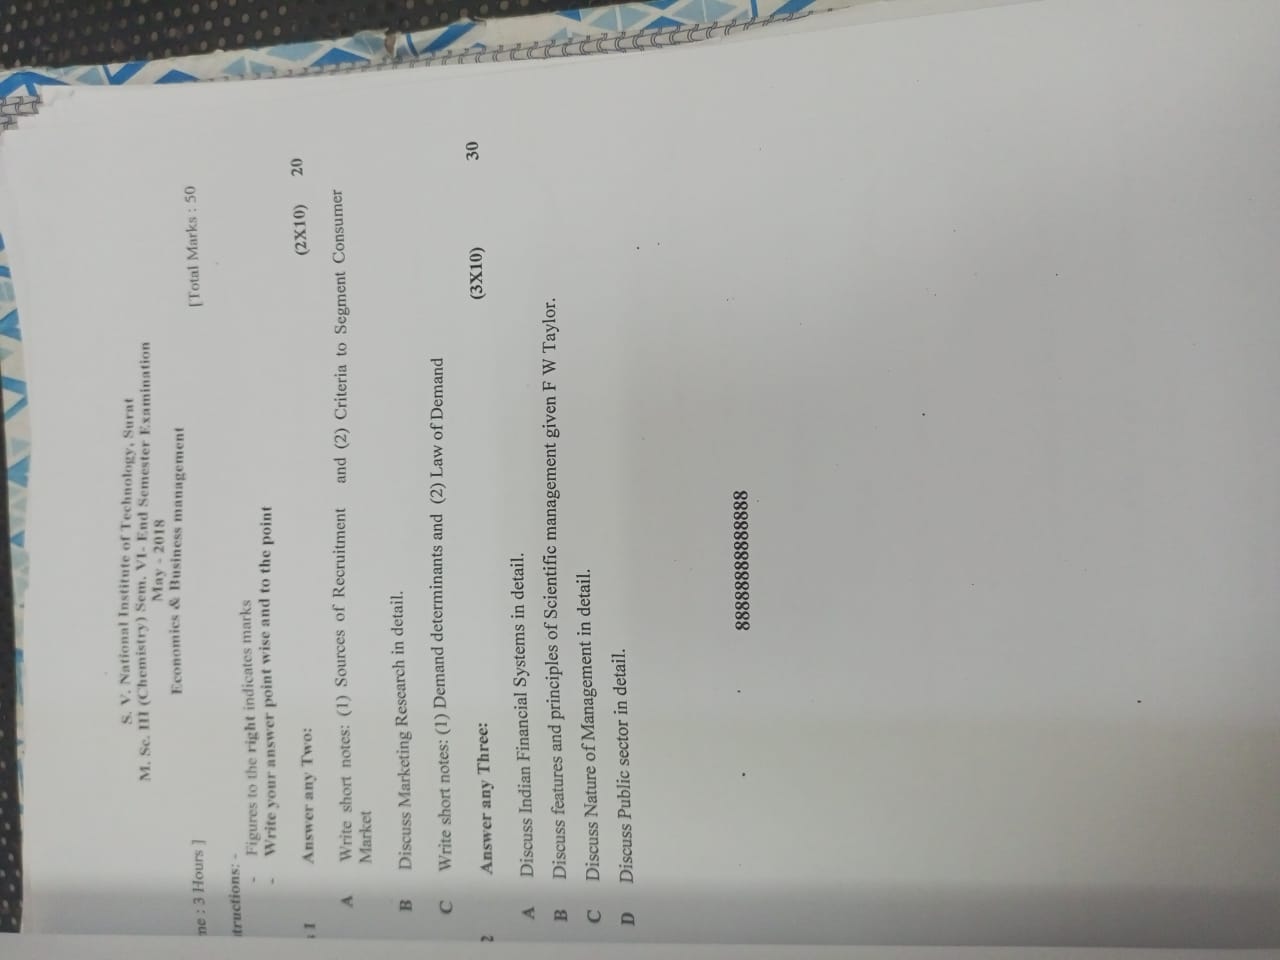 S. V. National Institute of Technology, Surat
M. Sc. III (Chemistry) Sem. VI- End Semester Examination
May - 2018
Economics & Business management
ne : 3 Hours ] [Total Marks : 50
tructions: -
- Figures to the right indicates marks
- Write your answer point wise and to the point
1 Answer any Two: (2X10) 20
A Write short notes: (1) Sources of Recruitment and (2) Criteria to Segment Consumer
Market
B Discuss Marketing Research in detail.
C Write short notes: (1) Demand determinants and (2) Law of Demand
2 Answer any Three: (3X10) 30
A Discuss Indian Financial Systems in detail.
B Discuss features and principles of Scientific management given F W Taylor.
C Discuss Nature of Management in detail.
D Discuss Public sector in detail.
88888888888888